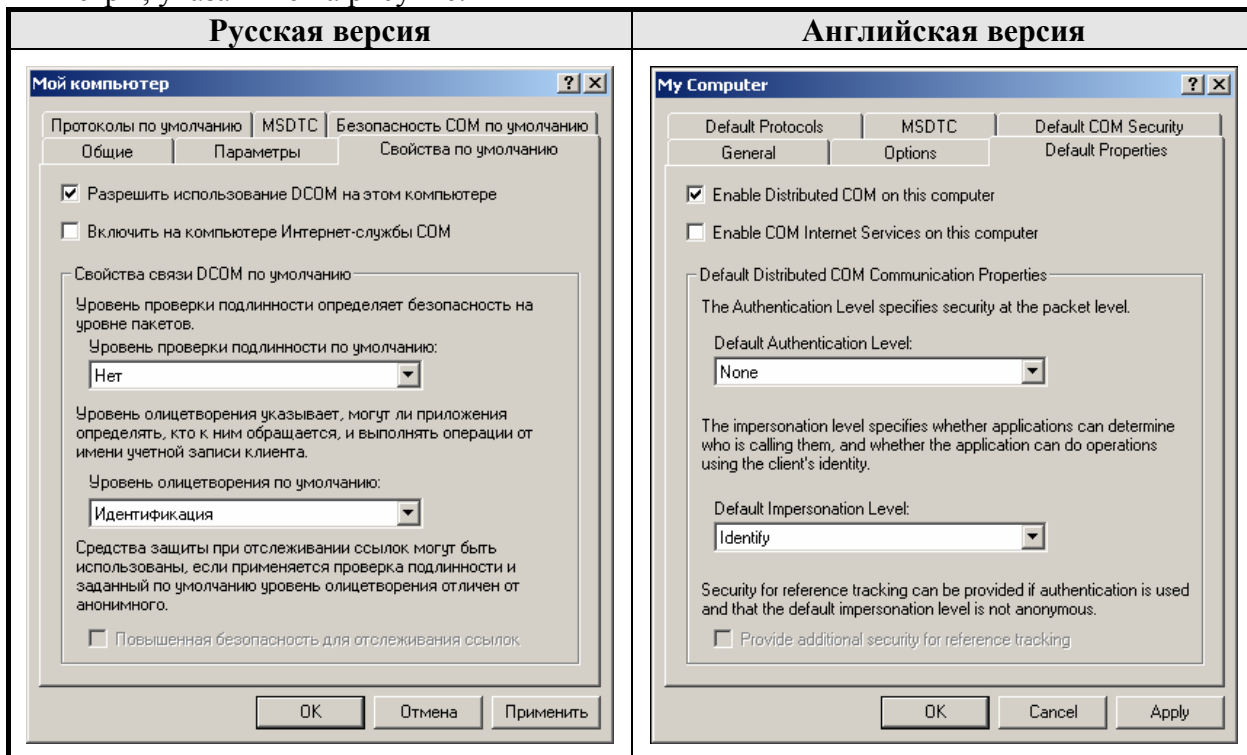 Русская версия
Английская версия
Мой компьютер
Протоколы по умолчанию
MSDTC
Безопасность COM по умолчанию
Общие
Параметры
Свойства по умолчанию
Разрешить использование DCOM на этом компьютере
Включить на компьютере Интернет-службы COM
Свойства связи DCOM по умолчанию
Уровень проверки подлинности определяет безопасность на
уровне пакетов.
Уровень проверки подлинности по умолчанию:
Нет
Уровень олицетворения указывает, могут ли приложения
определять, кто к ним обращается, и выполнять операции от
имени учетной записи клиента.
Уровень олицетворения по умолчанию:
Идентификация
Средства защиты при отслеживании ссылок могут быть
использованы, если применяется проверка подлинности и
заданный по умолчанию уровень олицетворения отличен от
анонимного.
Повышенная безопасность для отслеживания ссылок
OK
Отмена
Применить
My Computer
Default Protocols
MSDTC
Default COM Security
General
Options
Default Properties
Enable Distributed COM on this computer
Enable COM Internet Services on this computer
Default Distributed COM Communication Properties
The Authentication Level specifies security at the packet level.
Default Authentication Level:
None
The impersonation level specifies whether applications can determine
who is calling them, and whether the application can do operations
using the client's identity.
Default Impersonation Level:
Identify
Security for reference tracking can be provided if authentication is used
and that the default impersonation level is not anonymous.
Provide additional security for reference tracking
OK
Cancel
Apply